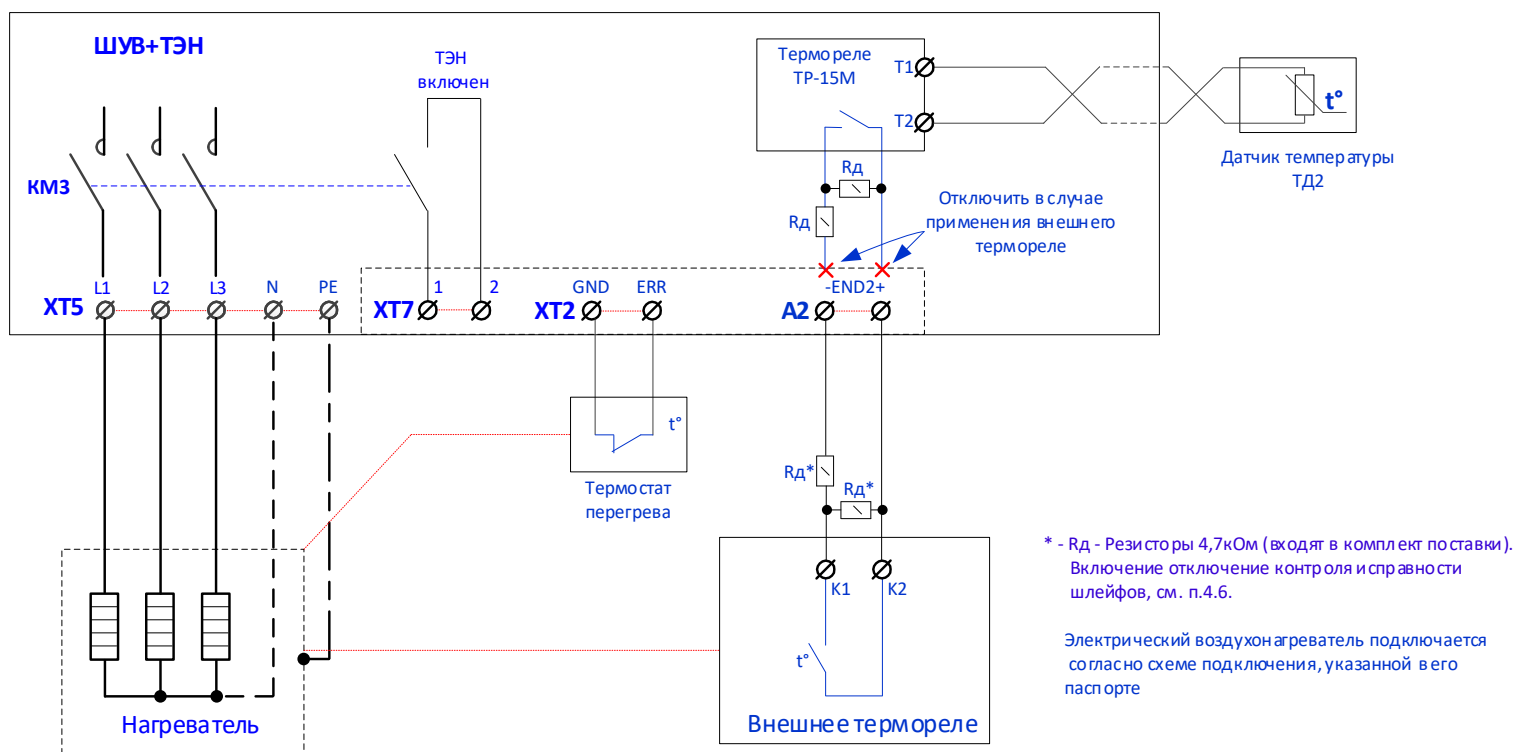 ШУВ+ТЭН
ТЭН
включен
Термореле
ТР-15М
T1
T2
t°
Датчик температуры
ТД2
КМ3
Rд
Rд
Отключить в случае
применения внешнего
термореле
L1
L2
L3
N
PE
1
2
GND
ERR
-END2+
XT5
XT7
XT2
A2
t°
Термостат
перегрева
Rд*
Rд*
K1
K2
t°
Нагреватель
Внешнее термореле
* - Rд - Резисторы 4,7кОм (входят в комплект поставки).
Включение отключение контроля исправности
шлейфов, см. п.4.6.
Электрический воздухонагреватель подключается
согласно схеме подключения, указанной в его
паспорте